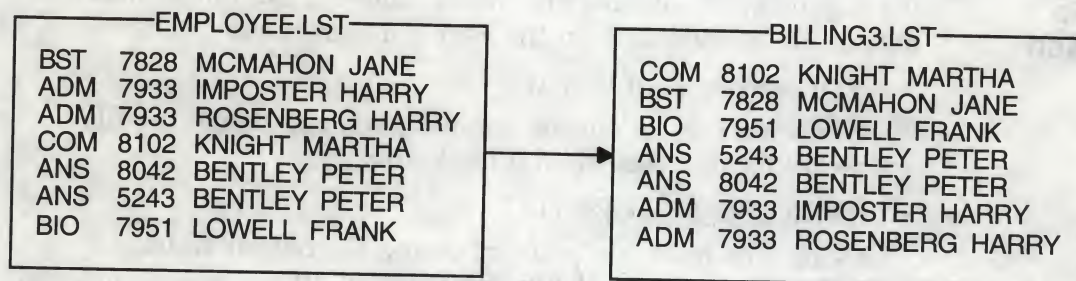 EMPLOYEE.LST
BST 7828 MCMAHON JANE
ADM 7933 IMPOSTER HARRY
ADM 7933 ROSENBERG HARRY
COM 8102 KNIGHT MARTHA
ANS 8042 BENTLEY PETER
ANS 5243 BENTLEY PETER
BIO 7951 LOWELL FRANK
BILLING3.LST
COM 8102 KNIGHT MARTHA
BST 7828 MCMAHON JANE
BIO 7951 LOWELL FRANK
ANS 5243 BENTLEY PETER
ANS 8042 BENTLEY PETER
ADM 7933 IMPOSTER HARRY
ADM 7933 ROSENBERG HARRY